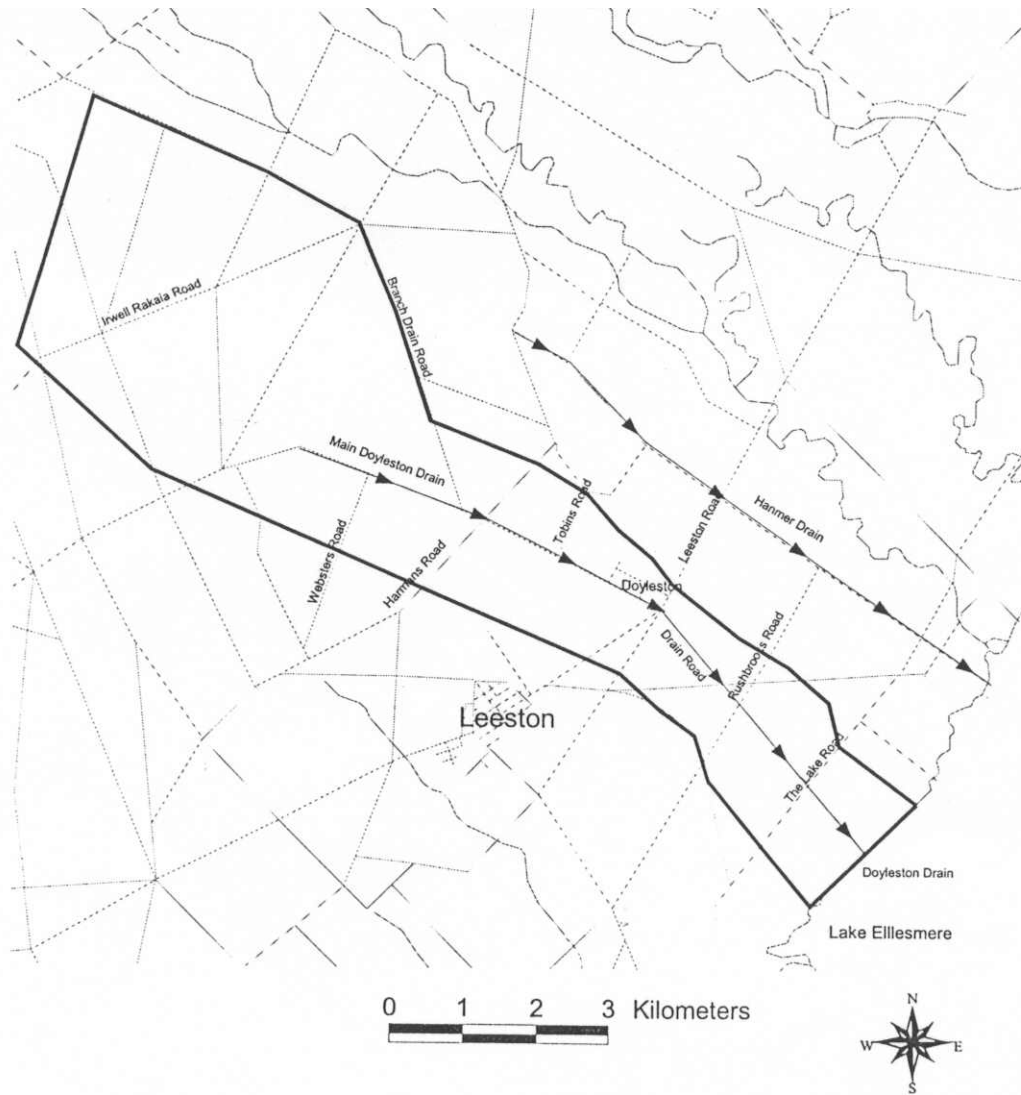 Irwell Rakaia Road
Branch Drain Road
Main Doyleston Drain
Websters Road
Harmans Road
Tobins Road
Leeston Road
Hanmer Drain
Doyleston
Drain Road
Rushbrooks Road
Leeston
The Lake Road
Doyleston Drain
Lake Elllesmere
0 1 2 3 Kilometers
N
W E
S